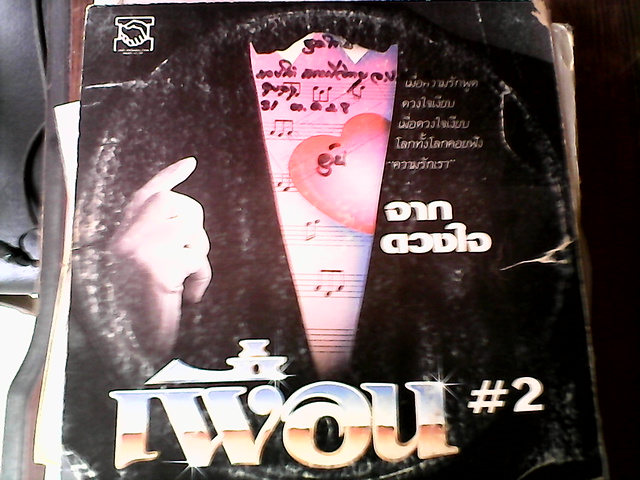 เมื่อความรักพูด
ดวงใจเงียบ
เมื่อดวงใจเงียบ
โลกทั้งโลกคอยฟัง
"ความรักเรา"
จาก
ดวงใจ
เพื่อน #2